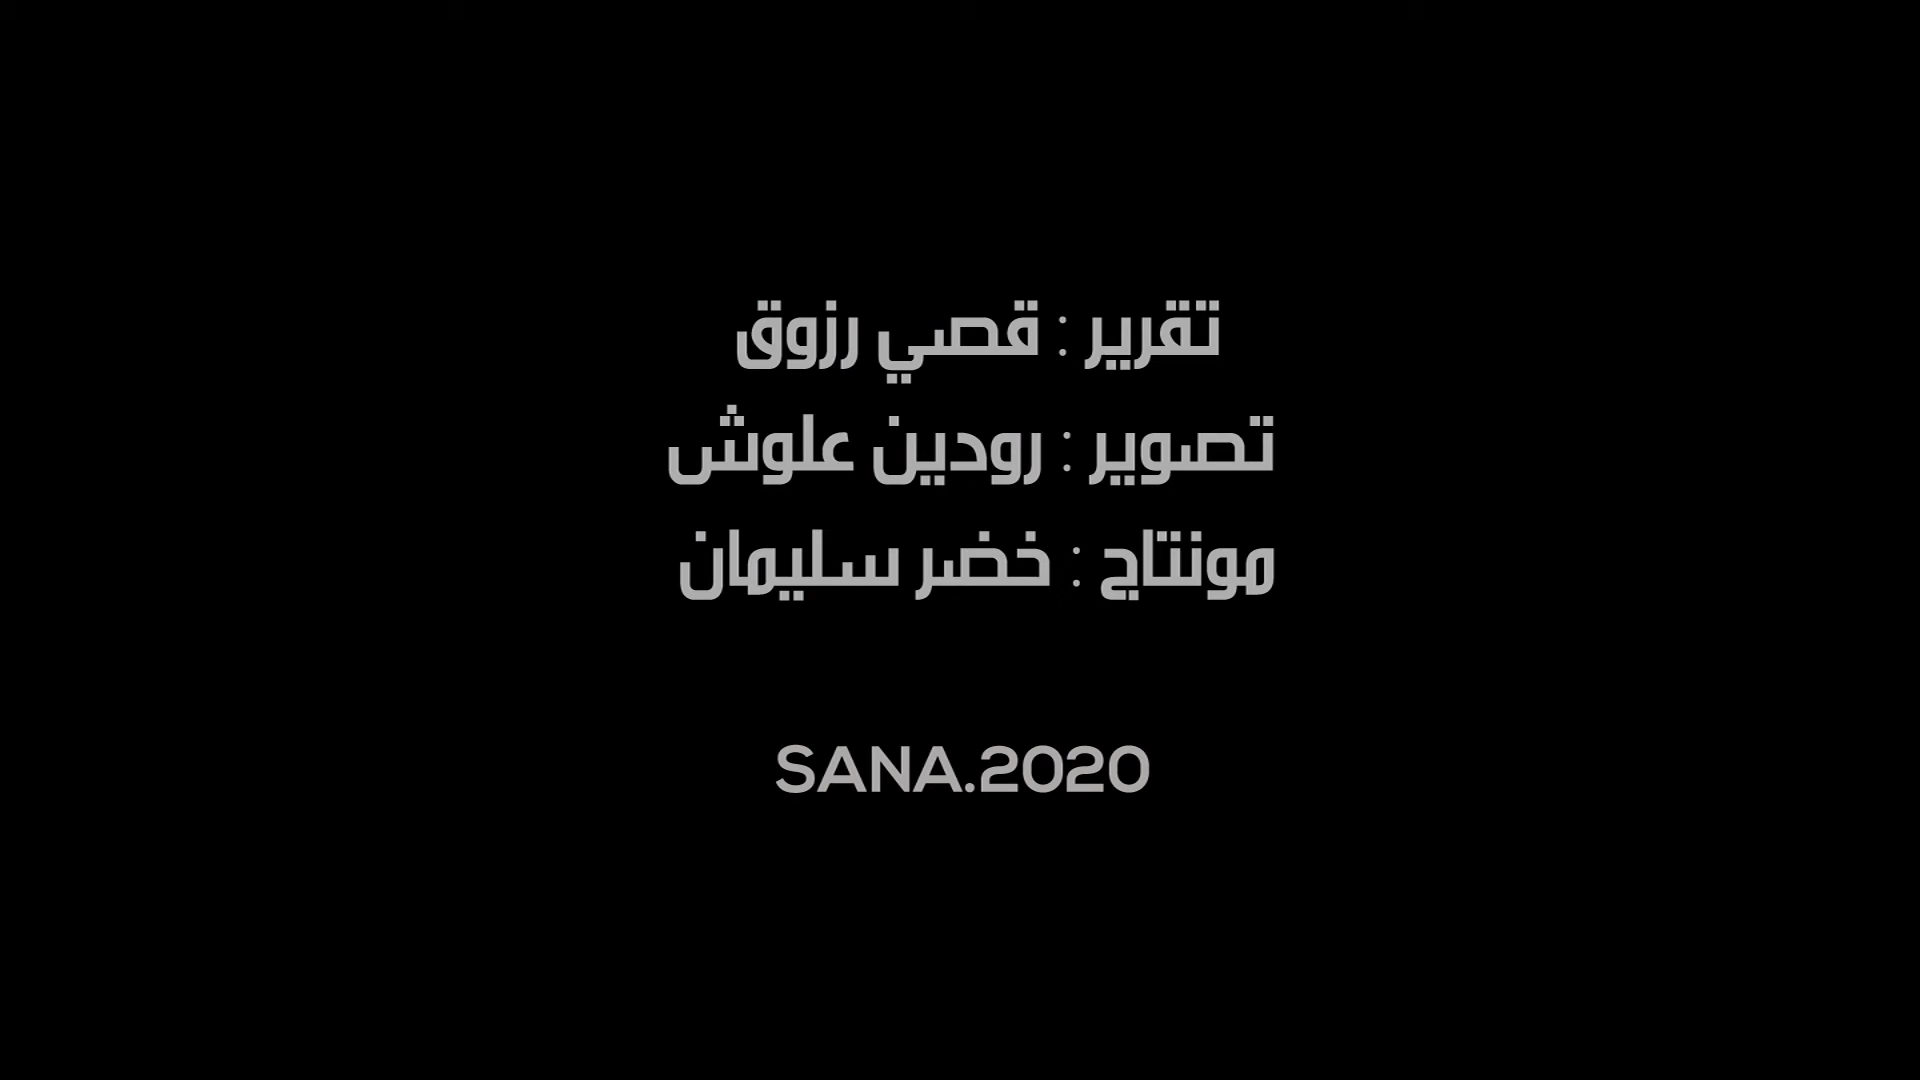 تقرير : قصي رزوق
تصوير : رودين علوش
مونتاج : خضر سليمان
SANA.2020